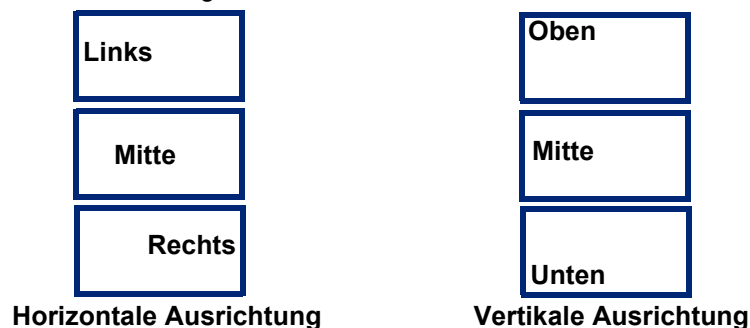 Links
Mitte
Rechts
Horizontale Ausrichtung
Oben
Mitte
Unten
Vertikale Ausrichtung